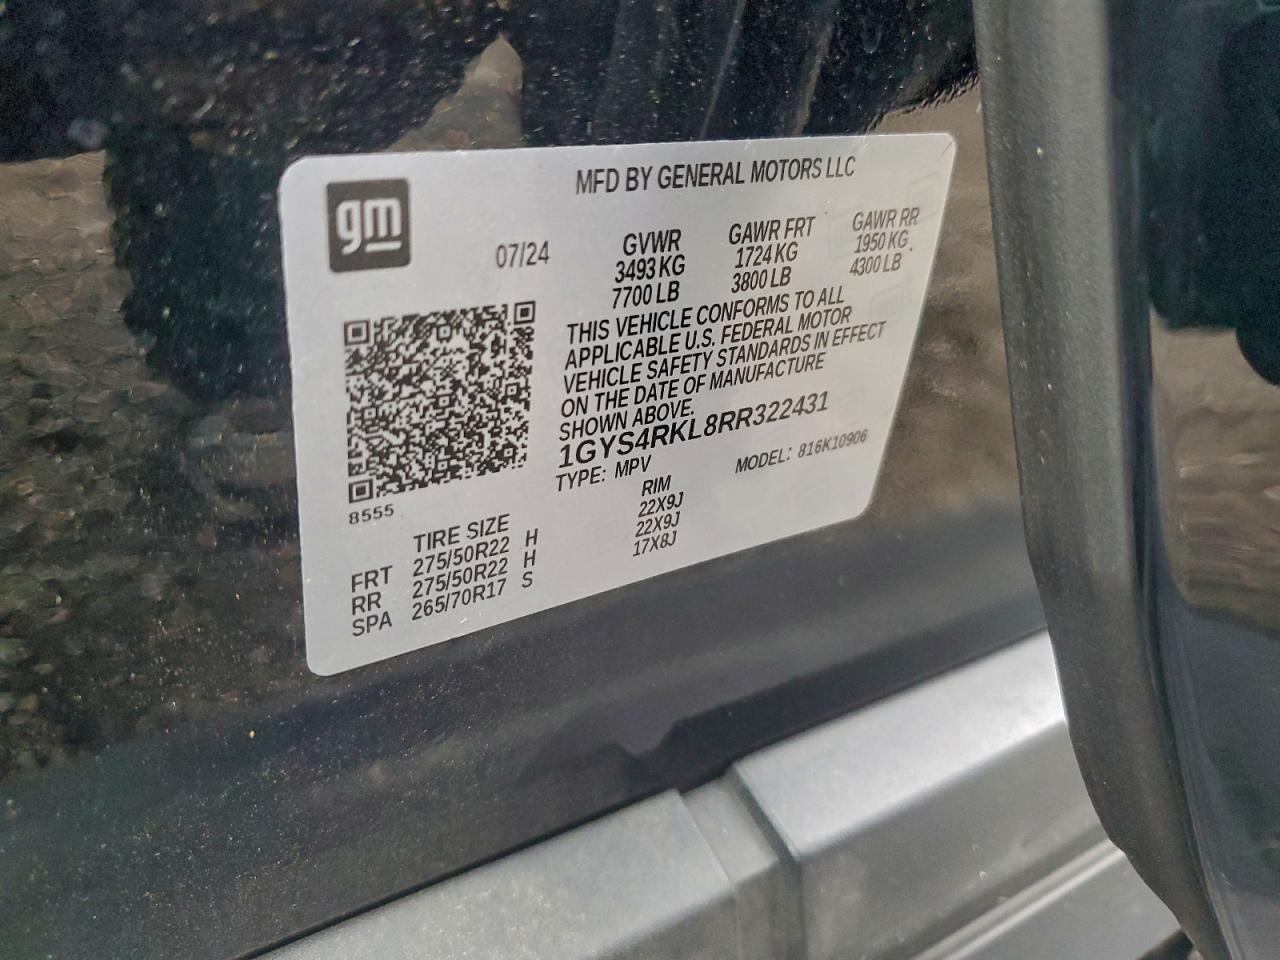 gm
MFD BY GENERAL MOTORS LLC
07/24
GVWR GAWR FRT GAWR RR
3493 KG 1724 KG 1950 KG
7700 LB 3800 LB 4300 LB
THIS VEHICLE CONFORMS TO ALL
APPLICABLE U.S. FEDERAL MOTOR
VEHICLE SAFETY STANDARDS IN EFFECT
ON THE DATE OF MANUFACTURE
SHOWN ABOVE.
1GYS4RKL8RR322431
TYPE: MPV MODEL: 816K10906
8555
TIRE SIZE RIM
FRT 275/50R22 H 22X9J
RR 275/50R22 H 22X9J
SPA 265/70R17 S 17X8J